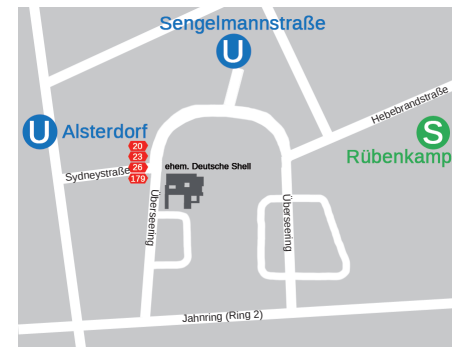 Sengelmannstraße
U
Hebebrandstraße
U Alsterdorf
S
Rübenkamp
20
23
26
179
ehem. Deutsche Shell
Sydneystraße
Überseering
Überseering
Jahnring (Ring 2)